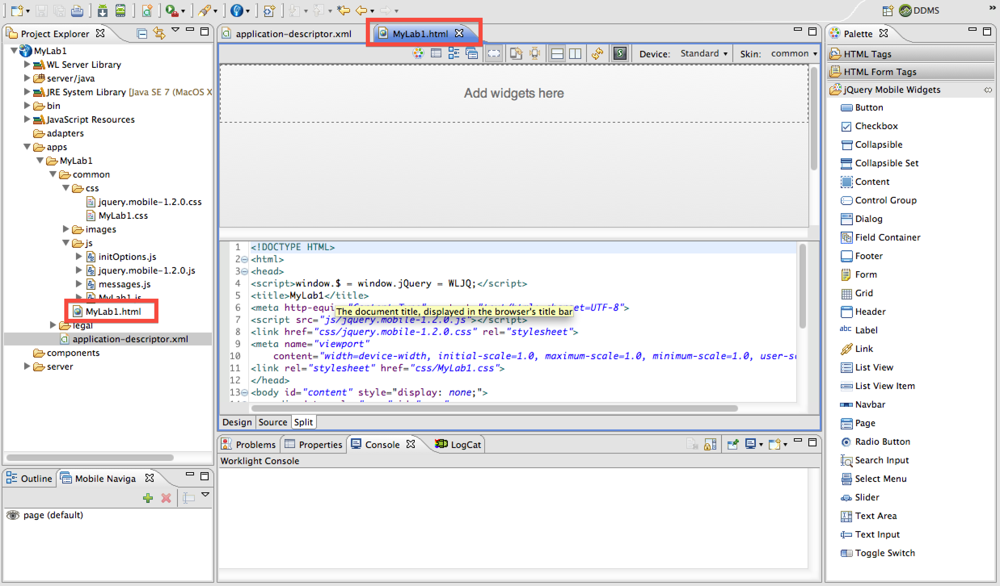 DDMS
Project Explorer
MyLab1
WL Server Library
server/java
JRE System Library [Java SE 7 (MacOS X
bin
JavaScript Resources
adapters
apps
MyLab1
common
css
jquery.mobile-1.2.0.css
MyLab1.css
images
js
initOptions.js
jquery.mobile-1.2.0.js
messages.js
MyLab1.js
MyLab1.html
legal
application-descriptor.xml
components
server
Outline
Mobile Naviga
page (default)
application-descriptor.xml
MyLab1.html
Device: Standard
Skin: common
Add widgets here
1 <!DOCTYPE HTML>
2 <html>
3 <head>
4 <script>window.$ = window.jQuery = WLJQ;</script>
5 <title>MyLab1</title>
6 <meta http-equi et=UTF-8">
The document title, displayed in the browser's title bar
7 <script src="js/jquery.mobile-1.2.0.js"></script>
8 <link href="css/jquery.mobile-1.2.0.css" rel="stylesheet">
9 <meta name="viewport"
10 content="width=device-width, initial-scale=1.0, maximum-scale=1.0, minimum-scale=1.0, user-s
11 <link rel="stylesheet" href="css/MyLab1.css">
12 </head>
13 <body id="content" style="display: none;">
Design
Source
Split
Problems
Properties
Console
LogCat
Worklight Console
Palette
HTML Tags
HTML Form Tags
jQuery Mobile Widgets
Button
Checkbox
Collapsible
Collapsible Set
Content
Control Group
Dialog
Field Container
Footer
Form
Grid
Header
abc Label
Link
List View
List View Item
Navbar
Page
Radio Button
Search Input
Select Menu
Slider
Text Area
Text Input
Toggle Switch